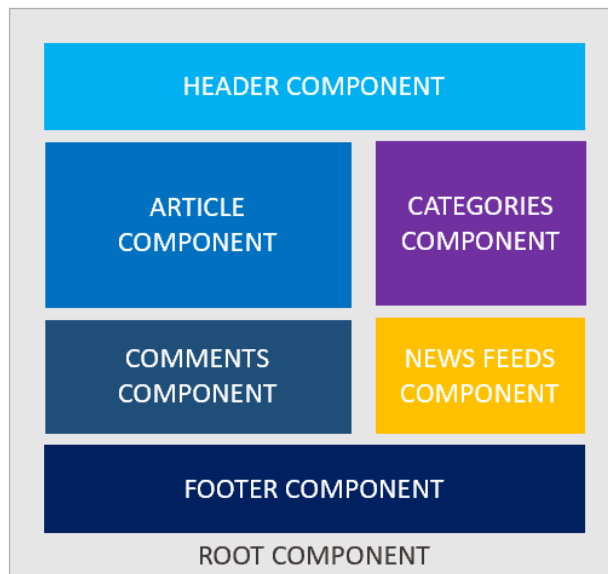 HEADER COMPONENT
ARTICLE
COMPONENT
CATEGORIES
COMPONENT
COMMENTS
COMPONENT
NEWS FEEDS
COMPONENT
FOOTER COMPONENT
ROOT COMPONENT